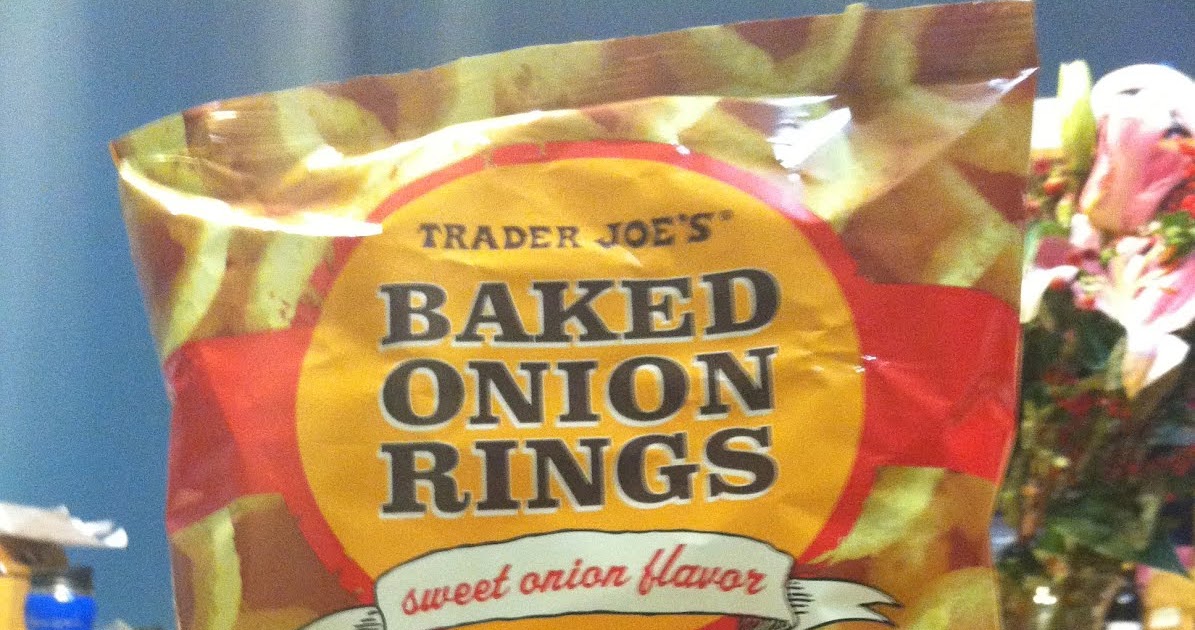 TRADER JOE'S®
BAKED
ONION
RINGS
sweet onion flavor